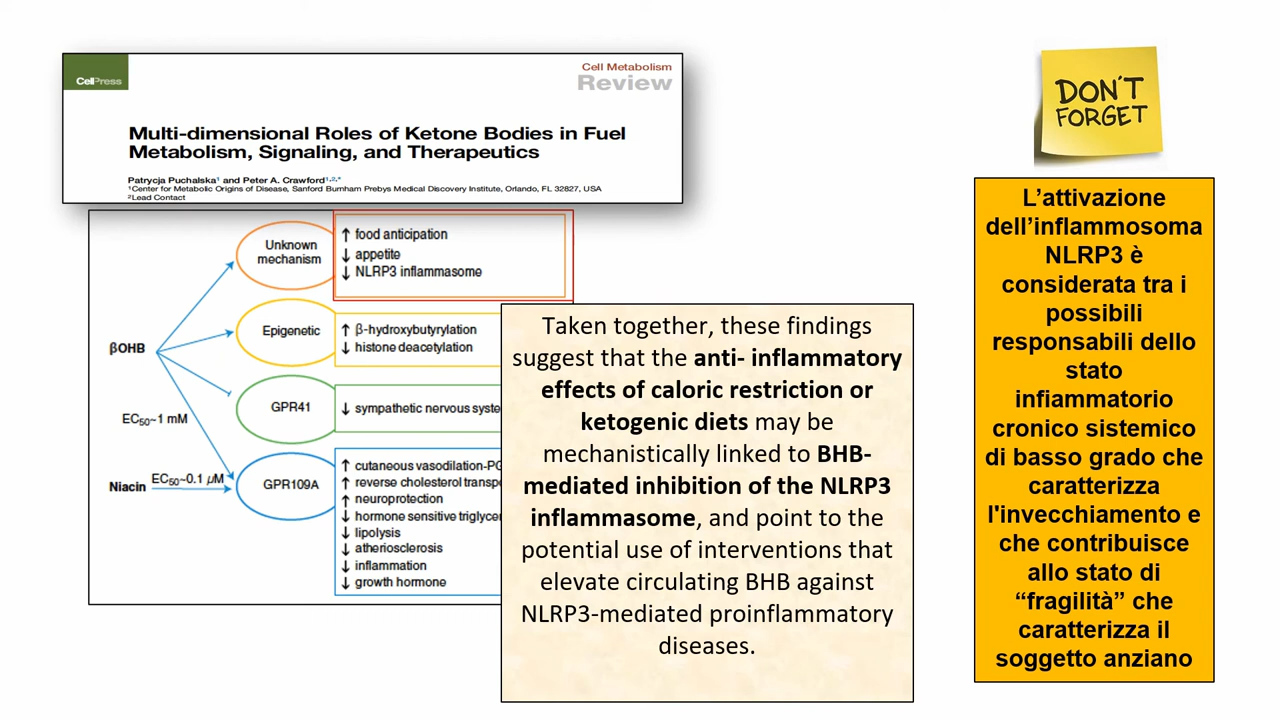 CellPress
Cell Metabolism
Review
Multi-dimensional Roles of Ketone Bodies in Fuel
Metabolism, Signaling, and Therapeutics
Patrycja Puchalska¹ and Peter A. Crawford¹,²,*
¹Center for Metabolic Origins of Disease, Sanford Burnham Prebys Medical Discovery Institute, Orlando, FL 32827, USA
²Lead Contact
βOHB
EC₅₀~1 mM
Niacin
EC₅₀~0.1 µM
Unknown
mechanism
↑ food anticipation
↓ appetite
↓ NLRP3 inflammasome
Epigenetic
↑ β-hydroxybutyrylation
↓ histone deacetylation
GPR41
↓ sympathetic nervous syste
GPR109A
↑ cutaneous vasodilation-PG
↑ reverse cholesterol transpo
↑ neuroprotection
↓ hormone sensitive triglycer
↓ lipolysis
↓ atheriosclerosis
↓ inflammation
↓ growth hormone
Taken together, these findings
suggest that the anti- inflammatory
effects of caloric restriction or
ketogenic diets may be
mechanistically linked to BHB-
mediated inhibition of the NLRP3
inflammasome, and point to the
potential use of interventions that
elevate circulating BHB against
NLRP3-mediated proinflammatory
diseases.
DON'T
FORGET
L'attivazione
dell'inflammosoma
NLRP3 è
considerata tra i
possibili
responsabili dello
stato
infiammatorio
cronico sistemico
di basso grado che
caratterizza
l'invecchiamento e
che contribuisce
allo stato di
“fragilità” che
caratterizza il
soggetto anziano